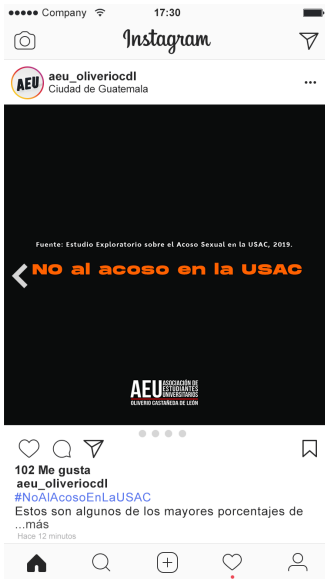 Company
17:30
Instagram
AEU
aeu_oliveriocdl
Ciudad de Guatemala
Fuente: Estudio Exploratorio sobre el Acoso Sexual en la USAC, 2019.
NO al acoso en la USAC
AEU
ASOCIACIÓN DE
ESTUDIANTES
UNIVERSITARIOS
OLIVERIO CASTAÑEDA DE LEÓN
102 Me gusta
aeu_oliveriocdl
#NoAlAcosoEnLaUSAC
Estos son algunos de los mayores porcentajes de
...más
Hace 12 minutos